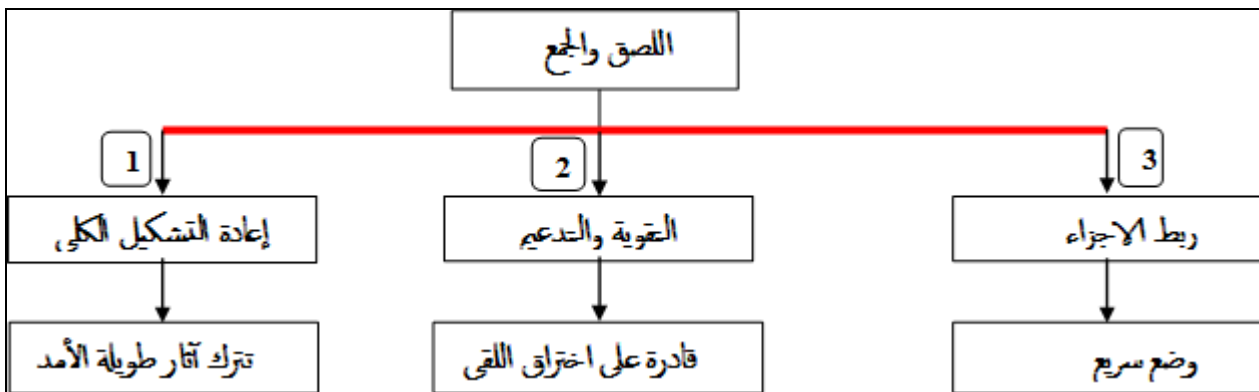 اللصق والجمع
3
2
1
ربط الاجزاء
التقوية والتدعيم
إعادة التشكيل الكلى
وضع سريع
قادرة على اختراق اللقى
تترك آثار طويلة الأمد